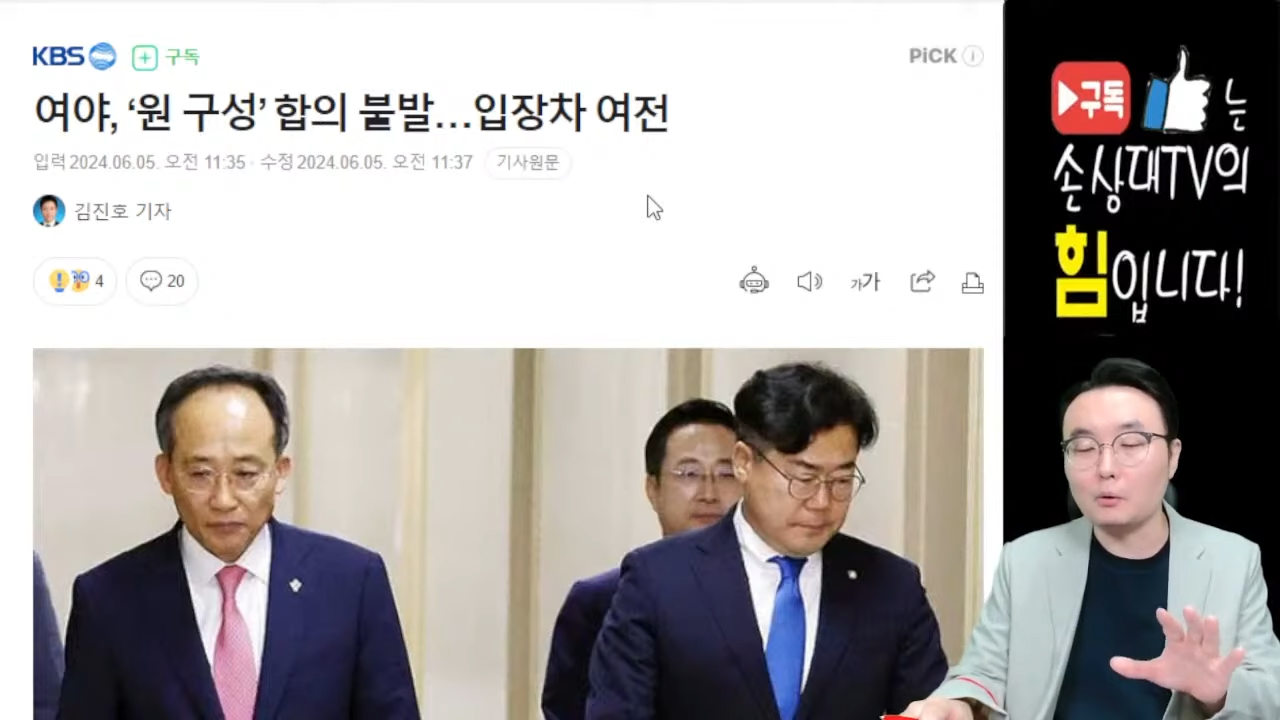 KBS 구독
PiCK
여야, ‘원 구성’ 합의 불발…입장차 여전
입력 2024.06.05. 오전 11:35 · 수정 2024.06.05. 오전 11:37 기사원문
김진호 기자
4 20
가가
구독 는
손상대TV의
힘입니다!